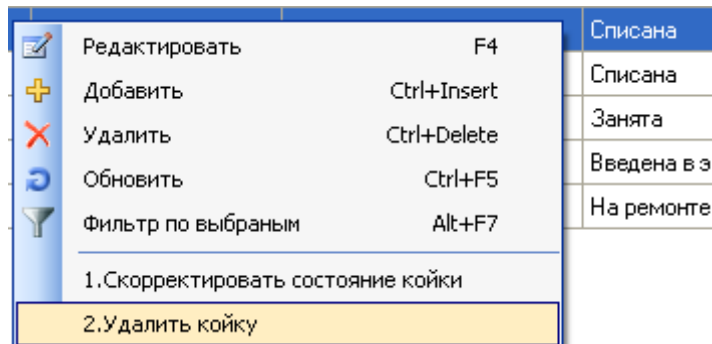 Списана
Редактировать F4
Списана
Добавить Ctrl+Insert
Занята
Удалить Ctrl+Delete
Введена в э
Обновить Ctrl+F5
На ремонте
Фильтр по выбраным Alt+F7
1.Скорректировать состояние койки
2.Удалить койку